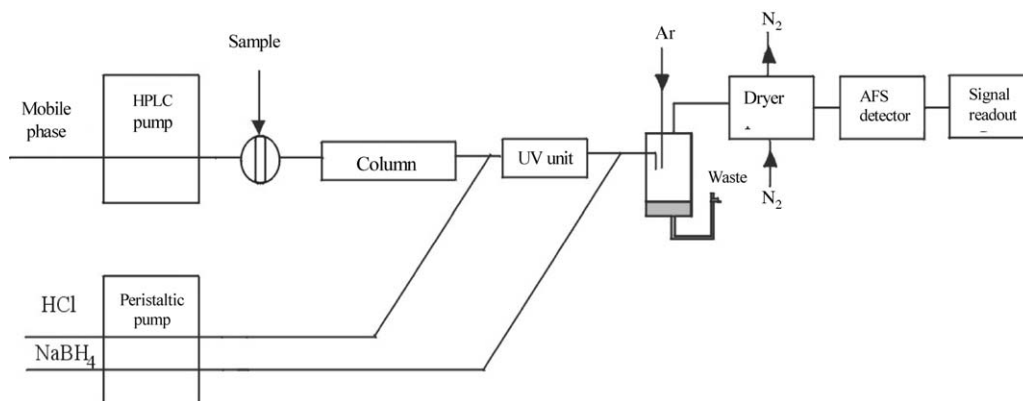 Sample
Ar
N₂
Mobile
phase
HPLC
pump
Column
UV unit
Dryer
AFS
detector
Signal
readout
Waste
N₂
HCl
NaBH₄
Peristaltic
pump